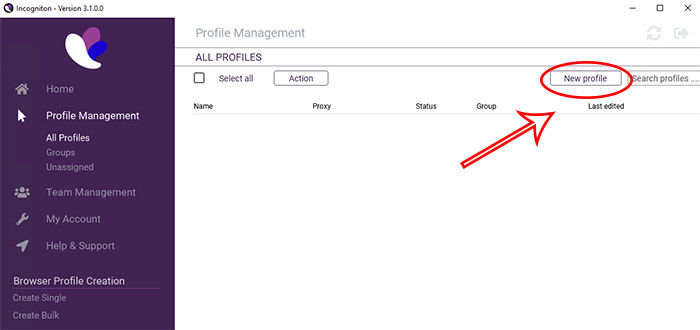 Incogniton - Version 3.1.0.0
Profile Management
ALL PROFILES
Select all
Action
New profile
Search profiles ....
Name
Proxy
Status
Group
Last edited
Home
Profile Management
All Profiles
Groups
Unassigned
Team Management
My Account
Help & Support
Browser Profile Creation
Create Single
Create Bulk